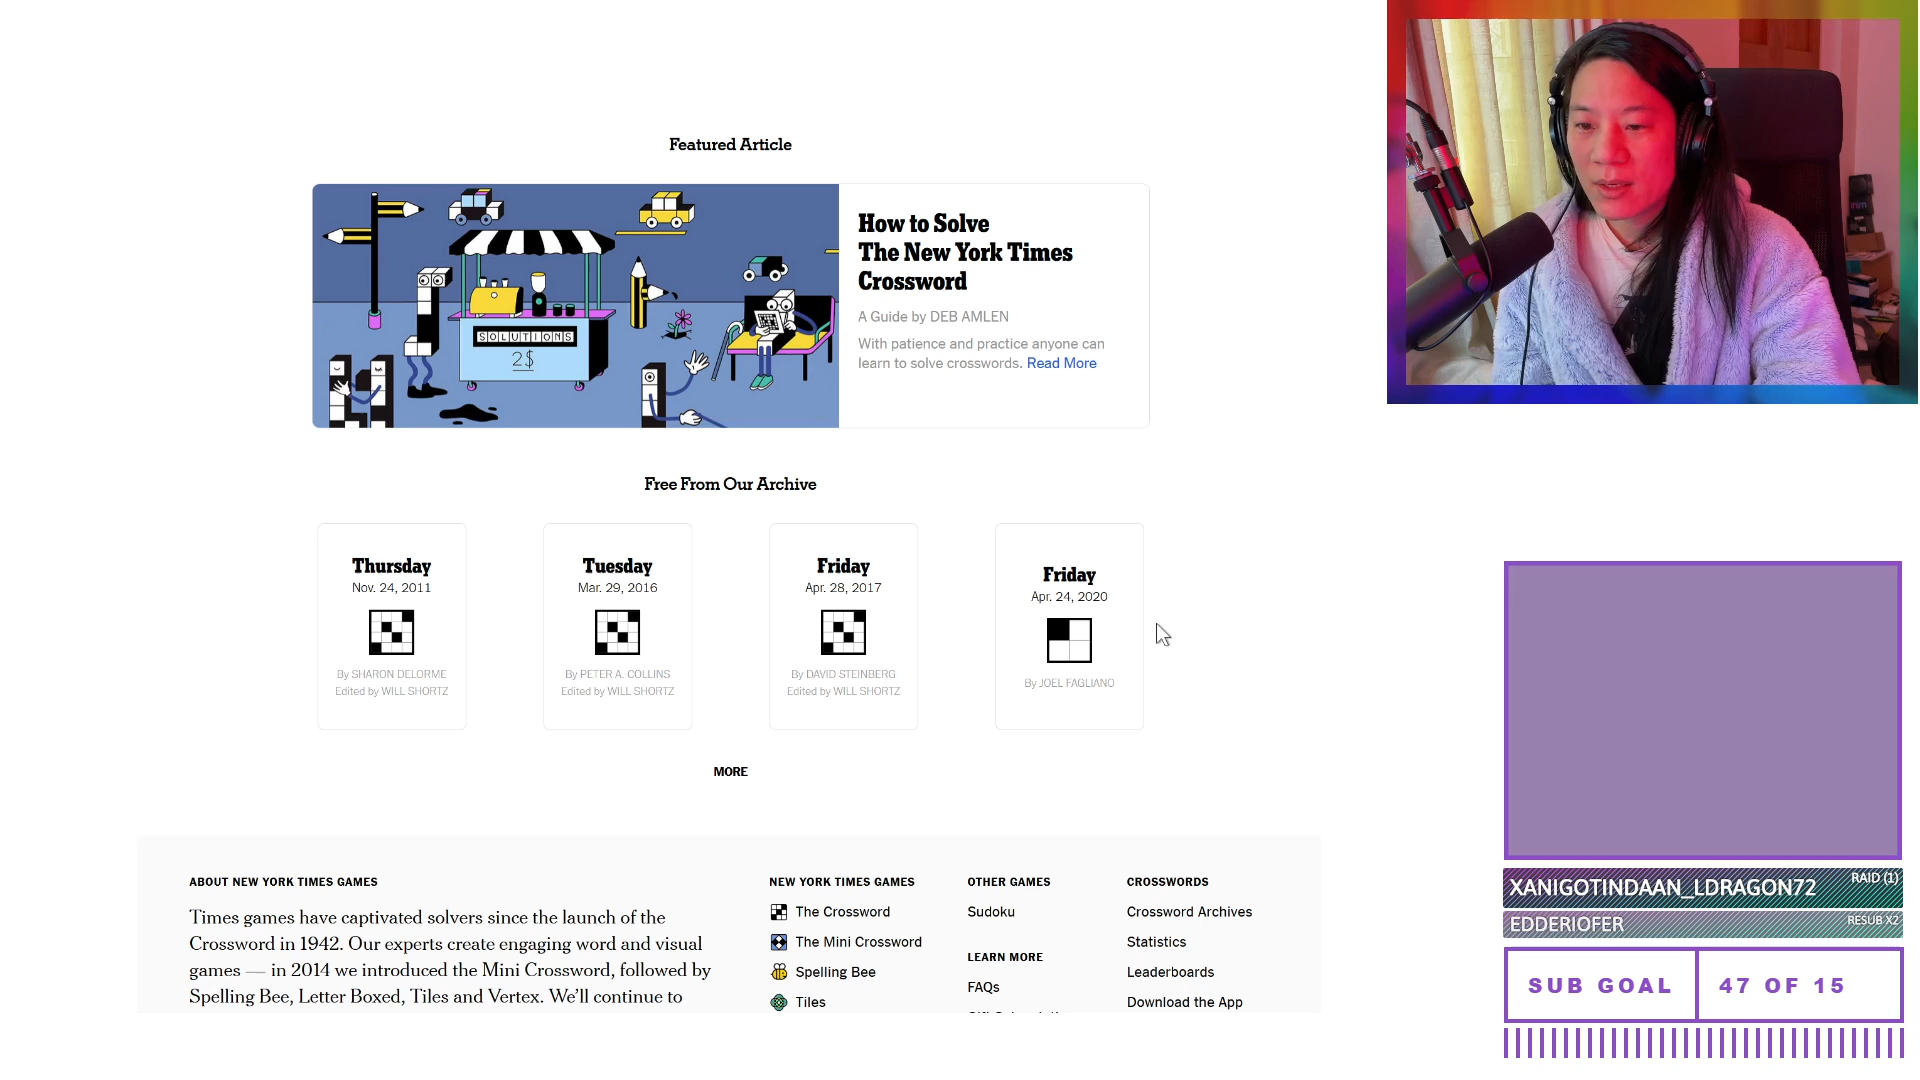 Featured Article
SOLUTIONS
2$
How to Solve
The New York Times
Crossword
A Guide by DEB AMLEN
With patience and practice anyone can
learn to solve crosswords. Read More
Free From Our Archive
Thursday
Nov. 24, 2011
By SHARON DELORME
Edited by WILL SHORTZ
Tuesday
Mar. 29, 2016
By PETER A. COLLINS
Edited by WILL SHORTZ
Friday
Apr. 28, 2017
By DAVID STEINBERG
Edited by WILL SHORTZ
Friday
Apr. 24, 2020
By JOEL FAGLIANO
MORE
ABOUT NEW YORK TIMES GAMES
Times games have captivated solvers since the launch of the
Crossword in 1942. Our experts create engaging word and visual
games — in 2014 we introduced the Mini Crossword, followed by
Spelling Bee, Letter Boxed, Tiles and Vertex. We'll continue to
NEW YORK TIMES GAMES
The Crossword
The Mini Crossword
Spelling Bee
Tiles
OTHER GAMES
Sudoku
LEARN MORE
FAQs
CROSSWORDS
Crossword Archives
Statistics
Leaderboards
Download the App
XANIGOTINDAAN_LDRAGON72 RAID (1)
EDDERIOFER RESUB X2
SUB GOAL 47 OF 15